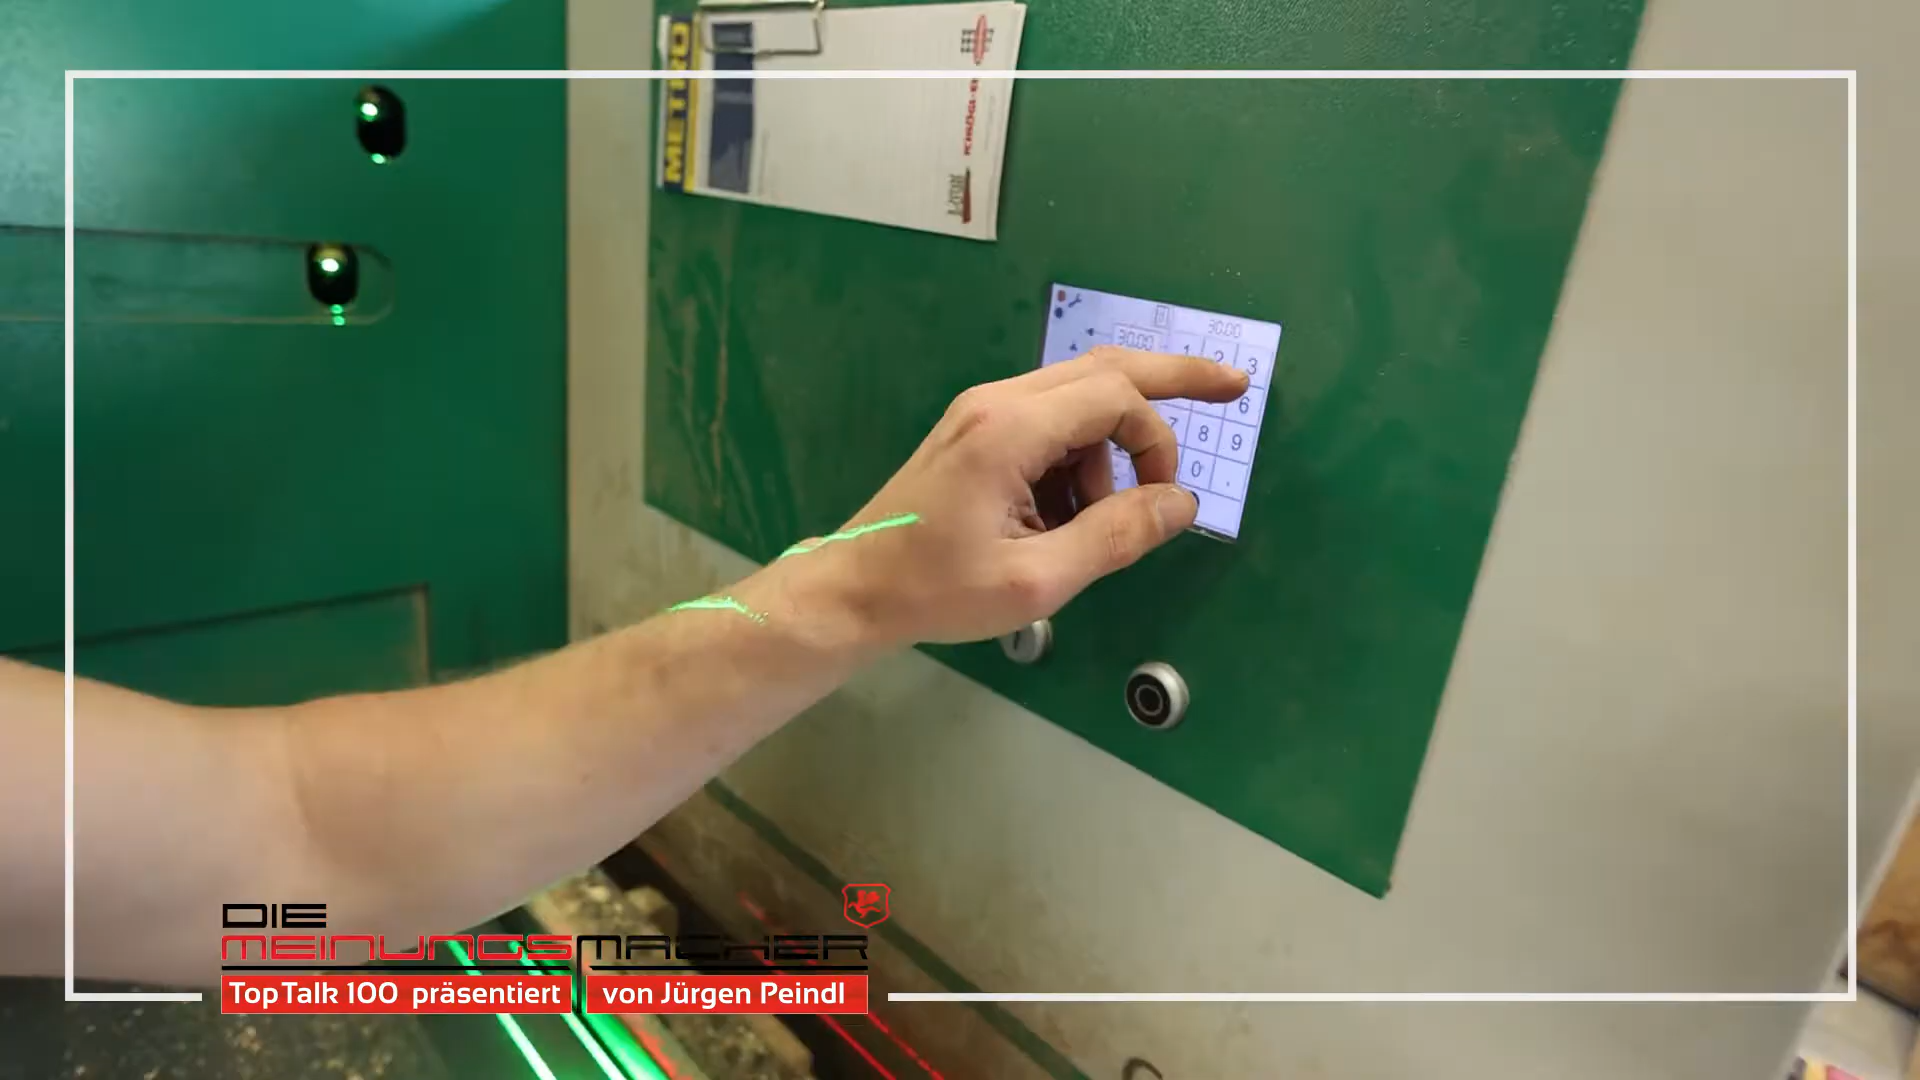 METRO
30.00
30.00
1 2 3
6
7 8 9
0 .
DIE
MEINUNGSMACHER
TopTalk 100 präsentiert
von Jürgen Peindl